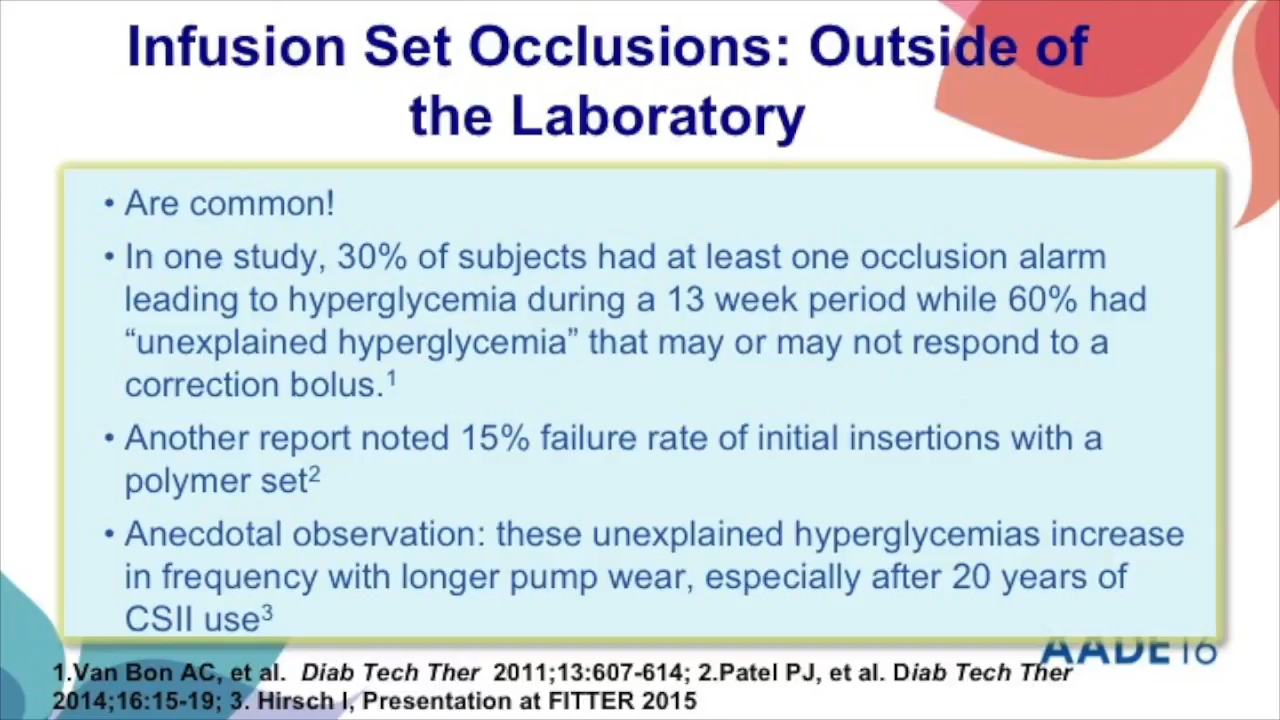 Infusion Set Occlusions: Outside of
the Laboratory
• Are common!
• In one study, 30% of subjects had at least one occlusion alarm
leading to hyperglycemia during a 13 week period while 60% had
“unexplained hyperglycemia” that may or may not respond to a
correction bolus.¹
• Another report noted 15% failure rate of initial insertions with a
polymer set²
• Anecdotal observation: these unexplained hyperglycemias increase
in frequency with longer pump wear, especially after 20 years of
CSII use³
AADE16
1.Van Bon AC, et al. Diab Tech Ther 2011;13:607-614; 2.Patel PJ, et al. Diab Tech Ther
2014;16:15-19; 3. Hirsch I, Presentation at FITTER 2015